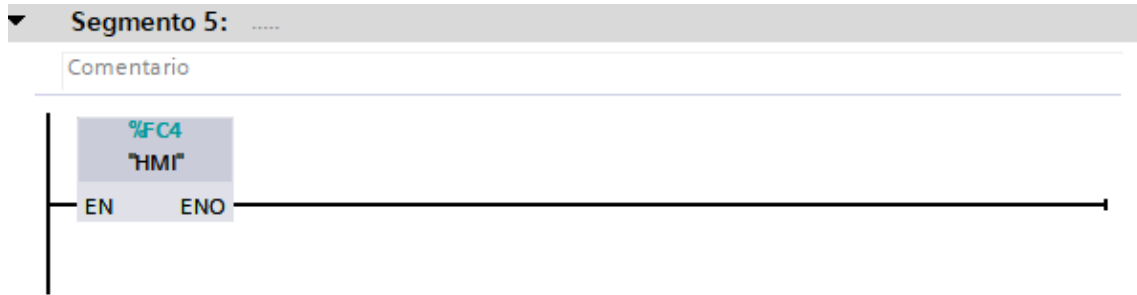 Segmento 5: .....
Comentario
%FC4
"HMI"
EN ENO